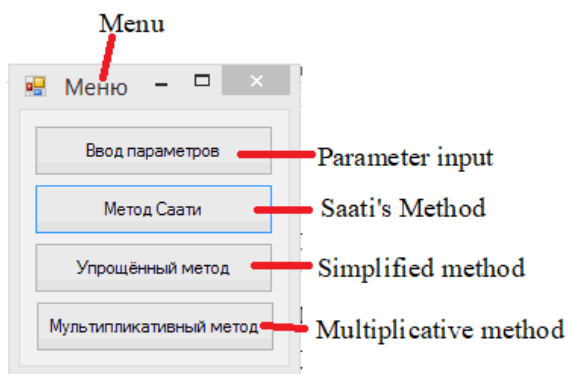 Menu
Меню
Ввод параметров
Parameter input
Метод Саати
Saati's Method
Упрощённый метод
Simplified method
Мультипликативный метод
Multiplicative method